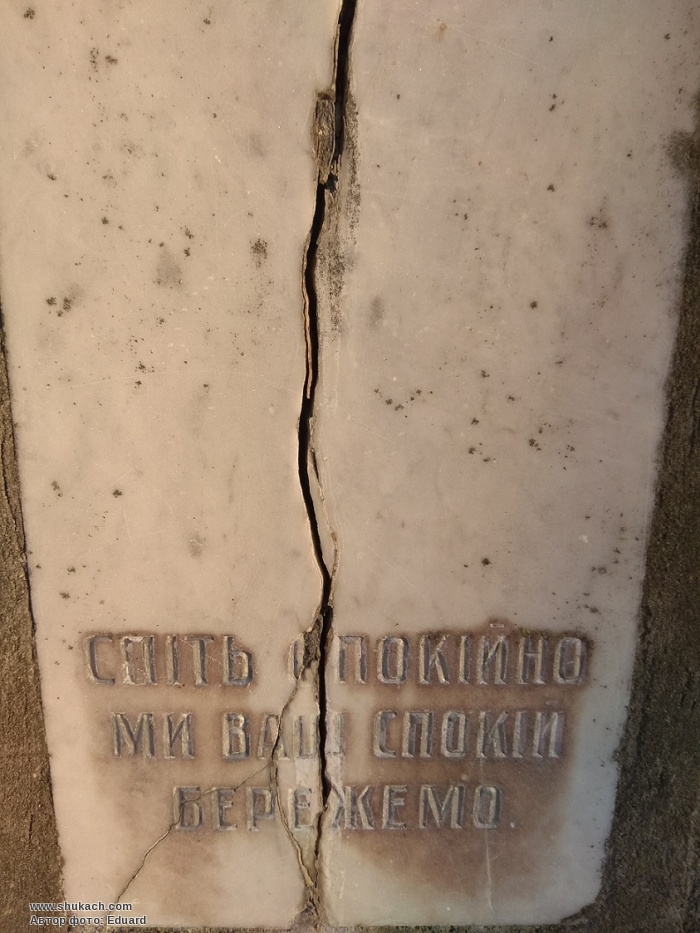 СПІТЬ СПОКІЙНО
МИ ВАШ СПОКІЙ
БЕРЕЖЕМО.
www.shukach.com
Автор фото: Eduard